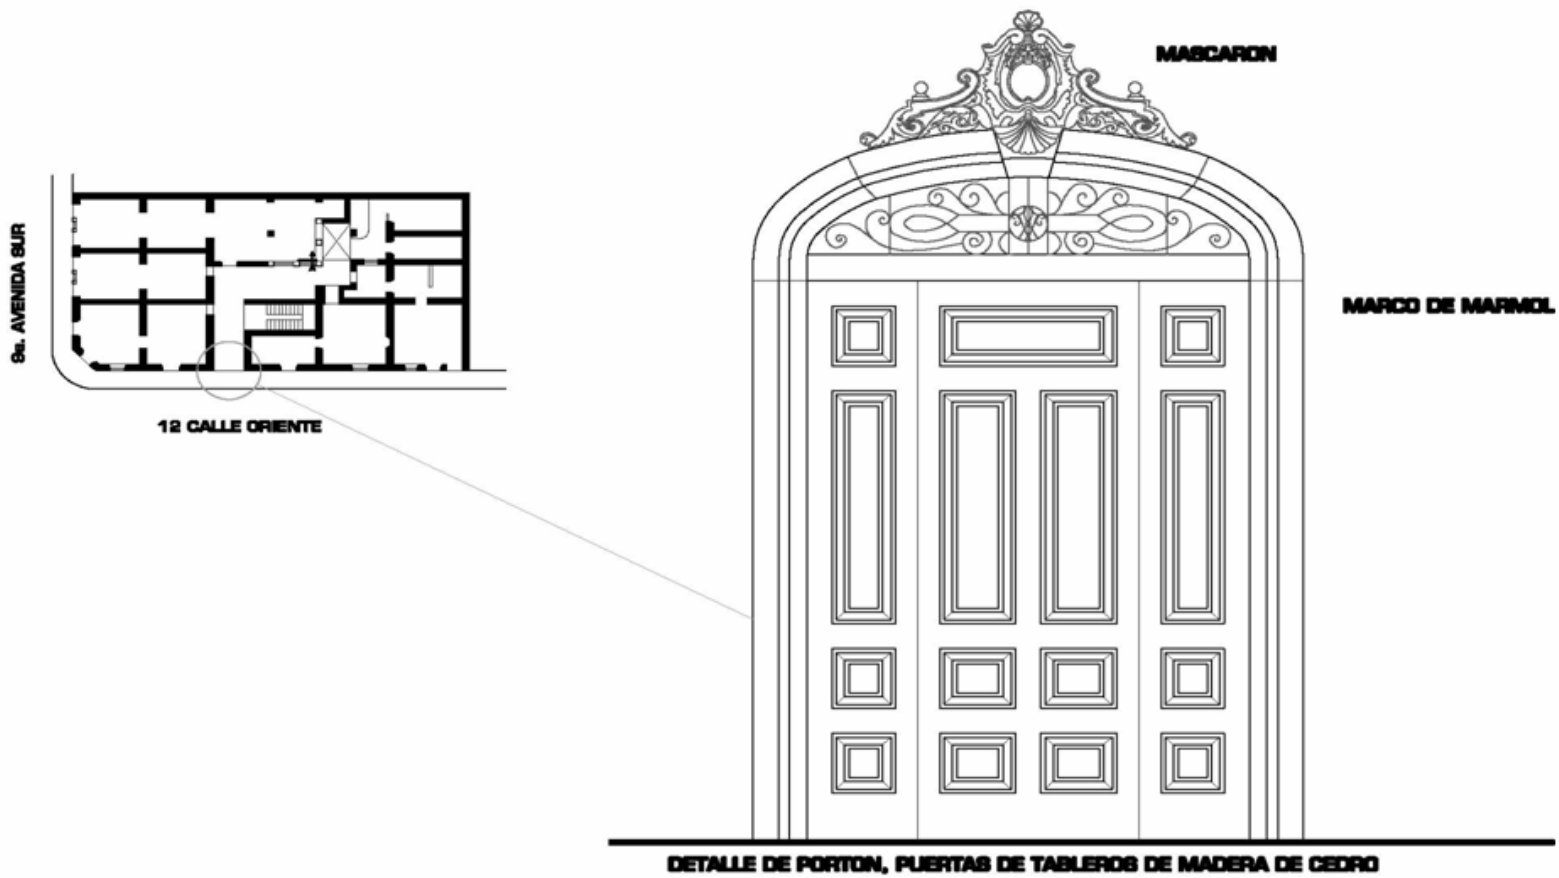 MASCARON
9a. AVENIDA SUR
MARCO DE MARMOL
12 CALLE ORIENTE
DETALLE DE PORTON, PUERTAS DE TABLEROS DE MADERA DE CEDRO